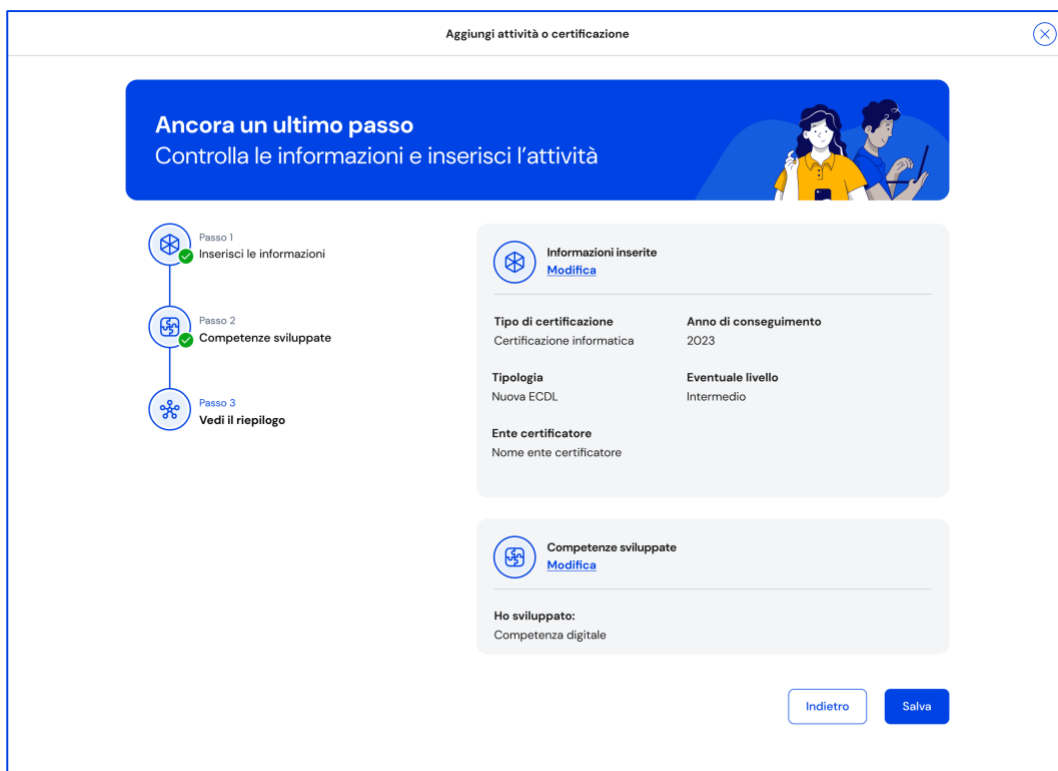 Aggiungi attività o certificazione
Ancora un ultimo passo
Controlla le informazioni e inserisci l’attività
Passo 1
Inserisci le informazioni
Passo 2
Competenze sviluppate
Passo 3
Vedi il riepilogo
Informazioni inserite
Modifica
Tipo di certificazione
Certificazione informatica
Anno di conseguimento
2023
Tipologia
Nuova ECDL
Eventuale livello
Intermedio
Ente certificatore
Nome ente certificatore
Competenze sviluppate
Modifica
Ho sviluppato:
Competenza digitale
Indietro
Salva